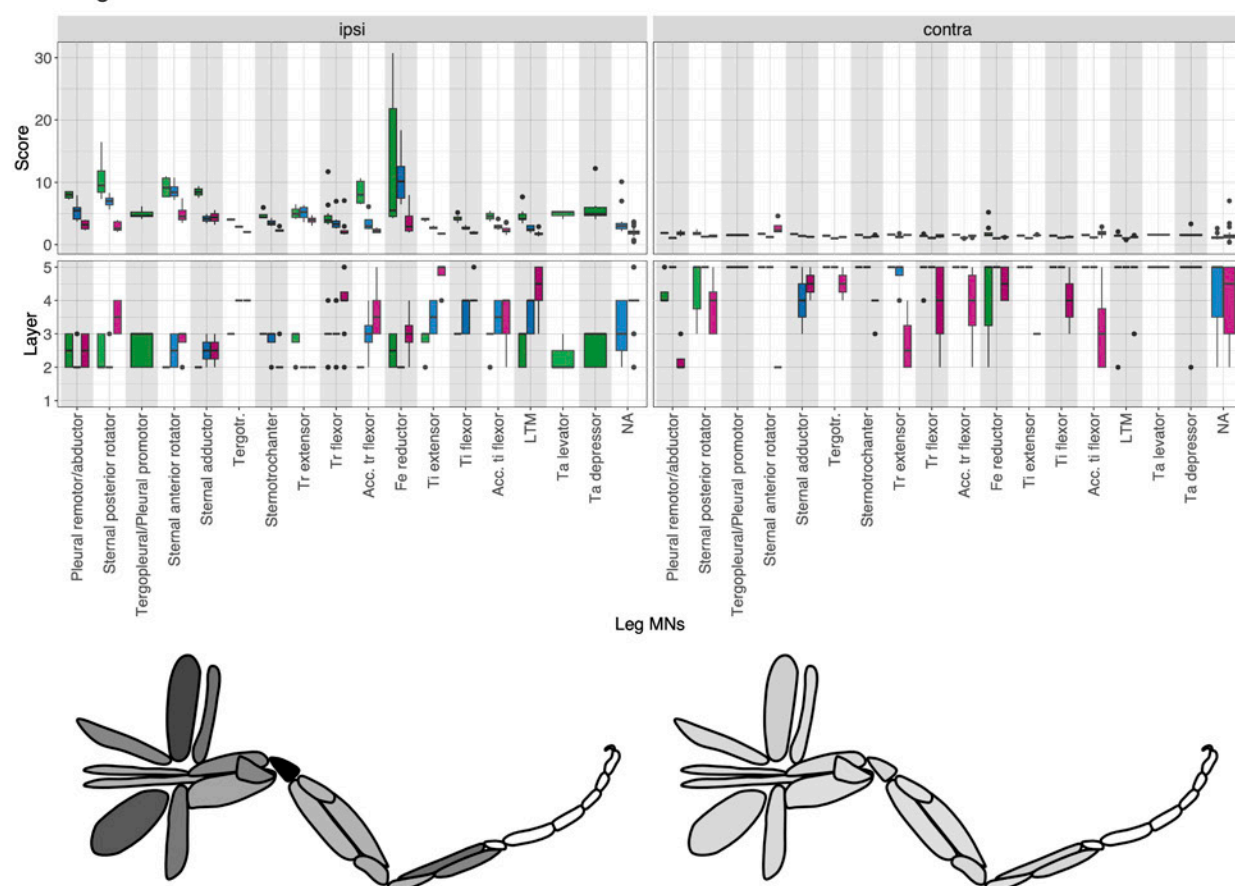 ipsi contra
Score
30
20
10
0
Layer
5
4
3
2
1
Pleural remotor/abductor
Sternal posterior rotator
Tergopleural/Pleural promotor
Sternal anterior rotator
Sternal adductor
Tergotr.
Sternotrochanter
Tr extensor
Tr flexor
Acc. tr flexor
Fe reductor
Ti extensor
Ti flexor
Acc. ti flexor
LTM
Ta levator
Ta depressor
NA
Pleural remotor/abductor
Sternal posterior rotator
Tergopleural/Pleural promotor
Sternal anterior rotator
Sternal adductor
Tergotr.
Sternotrochanter
Tr extensor
Tr flexor
Acc. tr flexor
Fe reductor
Ti extensor
Ti flexor
Acc. ti flexor
LTM
Ta levator
Ta depressor
NA
Leg MNs